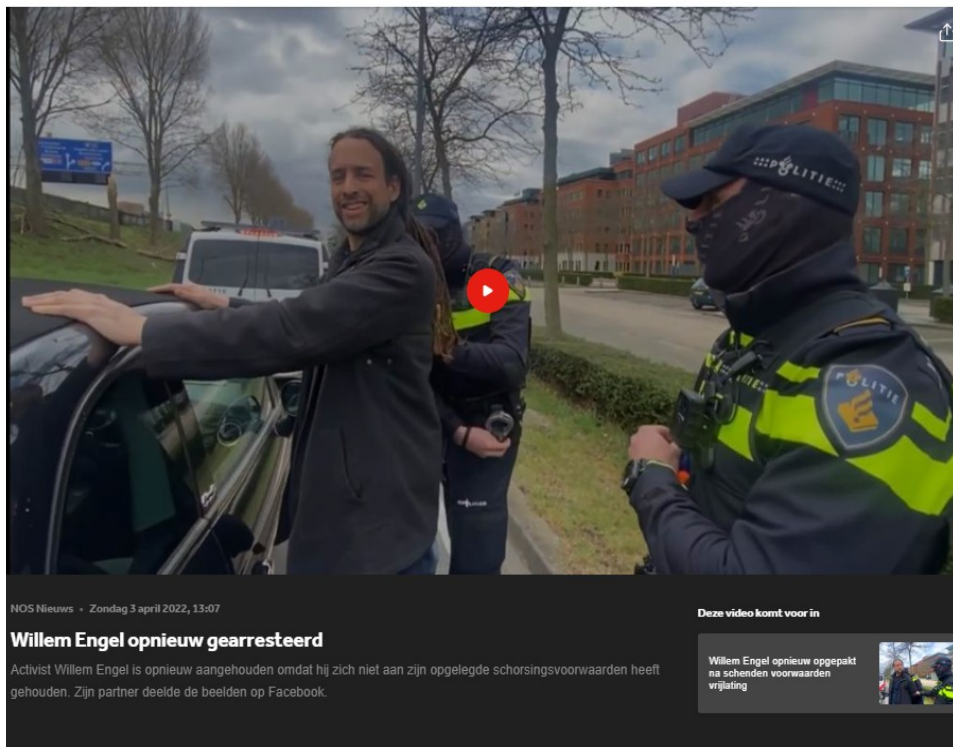 POLITIE
POLITIE
NOS Nieuws • Zondag 3 april 2022, 13:07
Willem Engel opnieuw gearresteerd
Activist Willem Engel is opnieuw aangehouden omdat hij zich niet aan zijn opgelegde schorsingsvoorwaarden heeft
gehouden. Zijn partner deelde de beelden op Facebook.
Deze video komt voor in
Willem Engel opnieuw opgepakt
na schenden voorwaarden
vrijlating